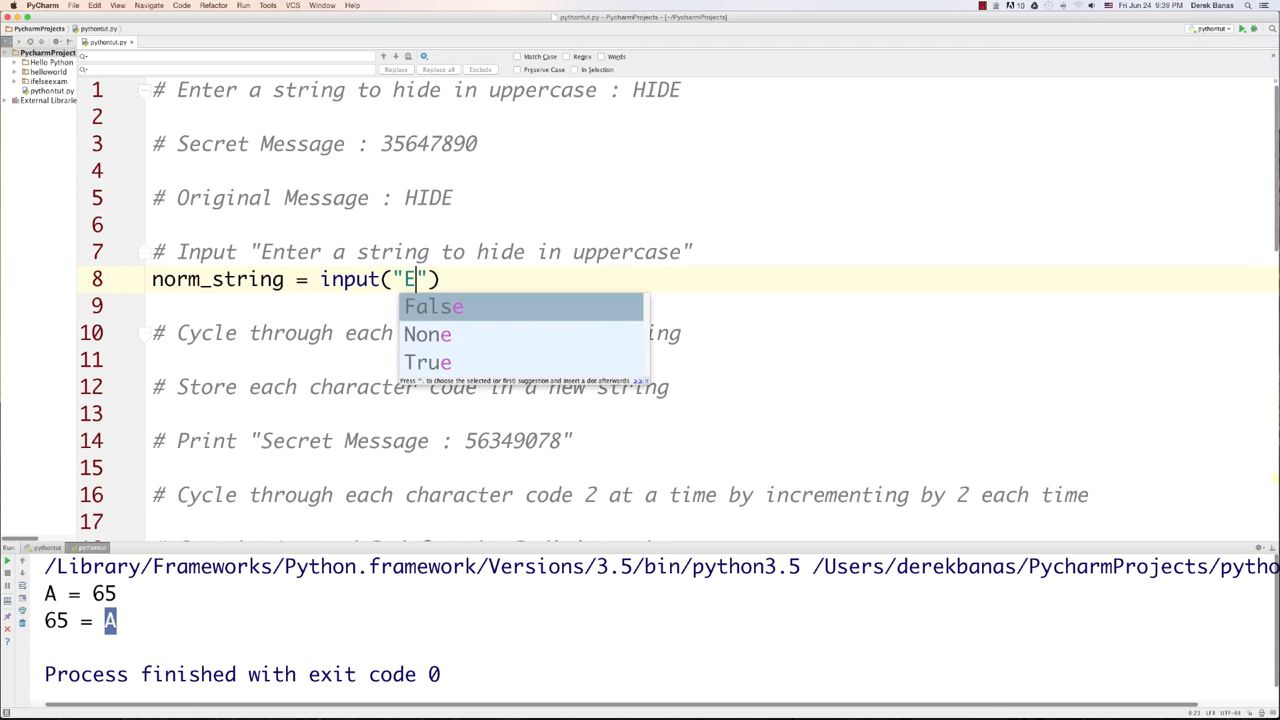 PyCharm File Edit View Navigate Code Refactor Run Tools VCS Window Help 10 Fri Jun 24 9:39 PM Derek Banas
pythontut.py - PycharmProjects - [~/PycharmProjects]
PycharmProjects pythontut.py pythontut
pythontut.py
PycharmProject
Hello Python
helloworld
ifelseexam
pythontut.py
External Librarie
Match Case Regex Words
Replace Replace all Exclude Preserve Case In Selection
1 # Enter a string to hide in uppercase : HIDE
2
3 # Secret Message : 35647890
4
5 # Original Message : HIDE
6
7 # Input "Enter a string to hide in uppercase"
8 norm_string = input("E")
9 False
10 # Cycle through each None ing
11 True
Press ^. to choose the selected (or first) suggestion and insert a dot afterwards >>
12 # Store each character code in a new string
13
14 # Print "Secret Message : 56349078"
15
16 # Cycle through each character code 2 at a time by incrementing by 2 each time
17
Run: pythontut pythontut
/Library/Frameworks/Python.framework/Versions/3.5/bin/python3.5 /Users/derekbanas/PycharmProjects/pytho
A = 65
65 = A
Process finished with exit code 0
8:23 LF÷ UTF-8÷